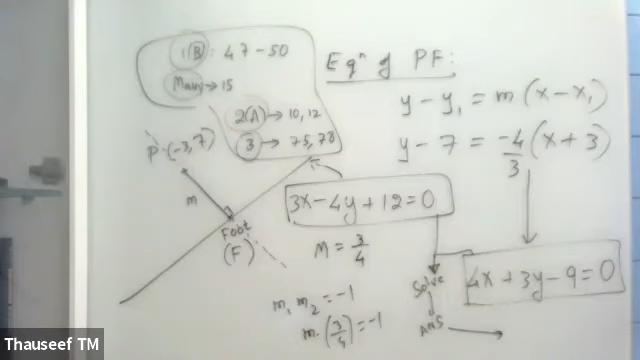 1(B) : 47 - 50
Many → 15
2(A) → 10, 12
3 → 75, 78
Eqⁿ of PF:
y - y₁ = m (x - x₁)
y - 7 = -4/3 (x + 3)
P (-3, 7)
m
Foot
(F)
3x - 4y + 12 = 0
M = 3/4
m₁ m₂ = -1
m · (3/4) = -1
Solve
ANS
4x + 3y - 9 = 0
Thauseef TM